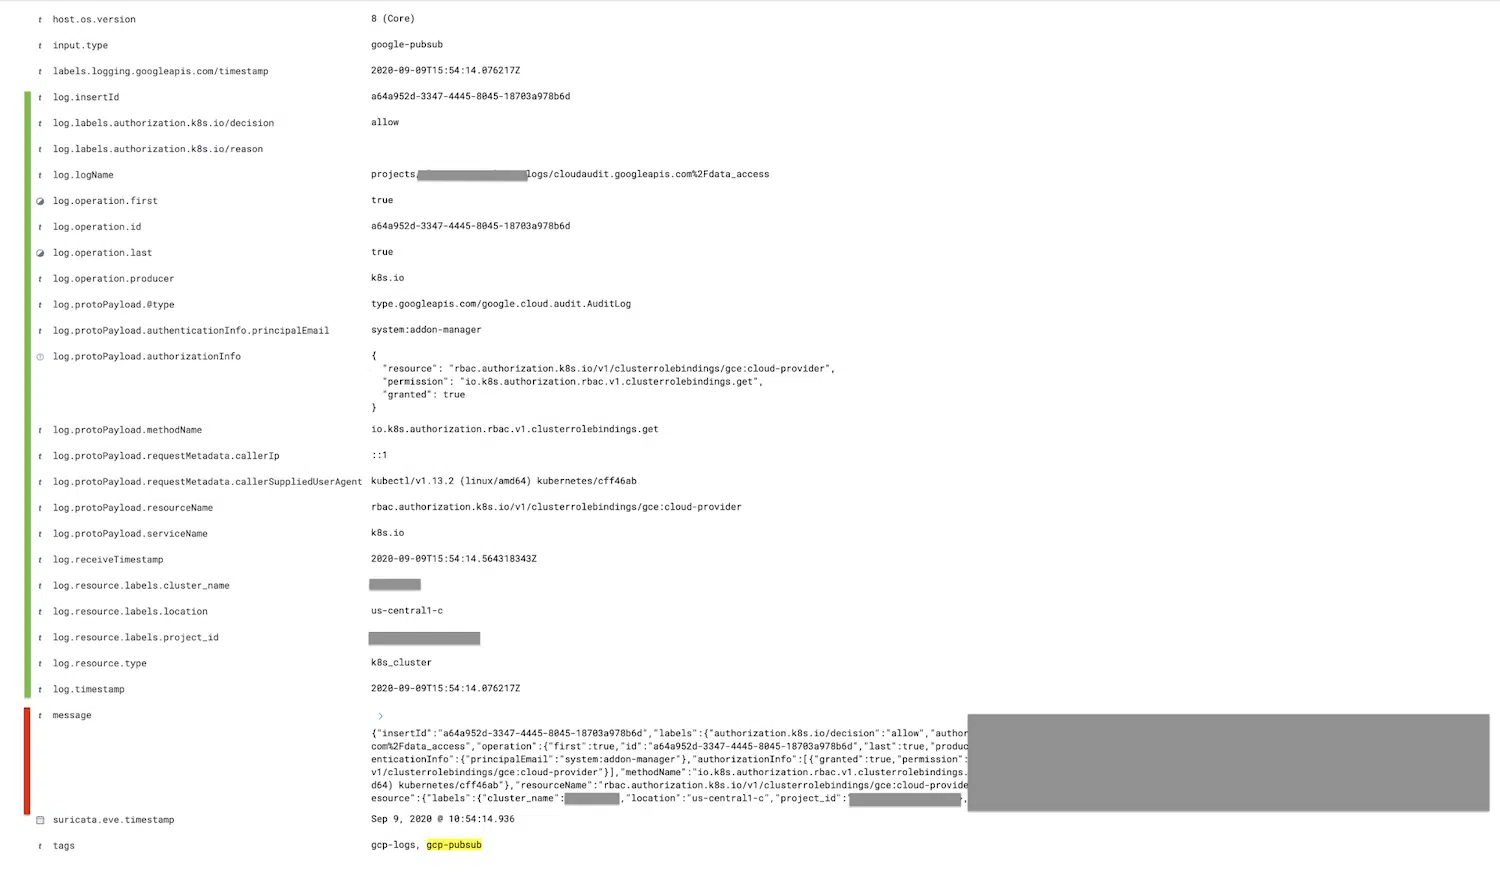 t host.os.version 8 (Core)
t input.type google-pubsub
t labels.logging.googleapis.com/timestamp 2020-09-09T15:54:14.076217Z
t log.insertId a64a952d-3347-4445-8045-18703a978b6d
t log.labels.authorization.k8s.io/decision allow
t log.labels.authorization.k8s.io/reason
t log.logName projects. logs/cloudaudit.googleapis.com%2Fdata_access
log.operation.first true
t log.operation.id a64a952d-3347-4445-8045-18703a978b6d
log.operation.last true
t log.operation.producer k8s.io
t log.protoPayload.@type type.googleapis.com/google.cloud.audit.AuditLog
t log.protoPayload.authenticationInfo.principalEmail system:addon-manager
log.protoPayload.authorizationInfo {
"resource": "rbac.authorization.k8s.io/v1/clusterrolebindings/gce:cloud-provider",
"permission": "io.k8s.authorization.rbac.v1.clusterrolebindings.get",
"granted": true
}
t log.protoPayload.methodName io.k8s.authorization.rbac.v1.clusterrolebindings.get
t log.protoPayload.requestMetadata.callerIp ::1
t log.protoPayload.requestMetadata.callerSuppliedUserAgent kubectl/v1.13.2 (linux/amd64) kubernetes/cff46ab
t log.protoPayload.resourceName rbac.authorization.k8s.io/v1/clusterrolebindings/gce:cloud-provider
t log.protoPayload.serviceName k8s.io
t log.receiveTimestamp 2020-09-09T15:54:14.564318343Z
t log.resource.labels.cluster_name
t log.resource.labels.location us-central1-c
t log.resource.labels.project_id
t log.resource.type k8s_cluster
t log.timestamp 2020-09-09T15:54:14.076217Z
t message
{"insertId":"a64a952d-3347-4445-8045-18703a978b6d","labels":{"authorization.k8s.io/decision":"allow","author
com%2Fdata_access","operation":{"first":true,"id":"a64a952d-3347-4445-8045-18703a978b6d","last":true,"produc
enticationInfo":{"principalEmail":"system:addon-manager"},"authorizationInfo":[{"granted":true,"permission":
v1/clusterrolebindings/gce:cloud-provider"}],"methodName":"io.k8s.authorization.rbac.v1.clusterrolebindings.
d64) kubernetes/cff46ab"},"resourceName":"rbac.authorization.k8s.io/v1/clusterrolebindings/gce:cloud-provide
esource":{"labels":{"cluster_name": ,"location":"us-central1-c","project_id":" ,
suricata.eve.timestamp Sep 9, 2020 @ 10:54:14.936
t tags gcp-logs, gcp-pubsub